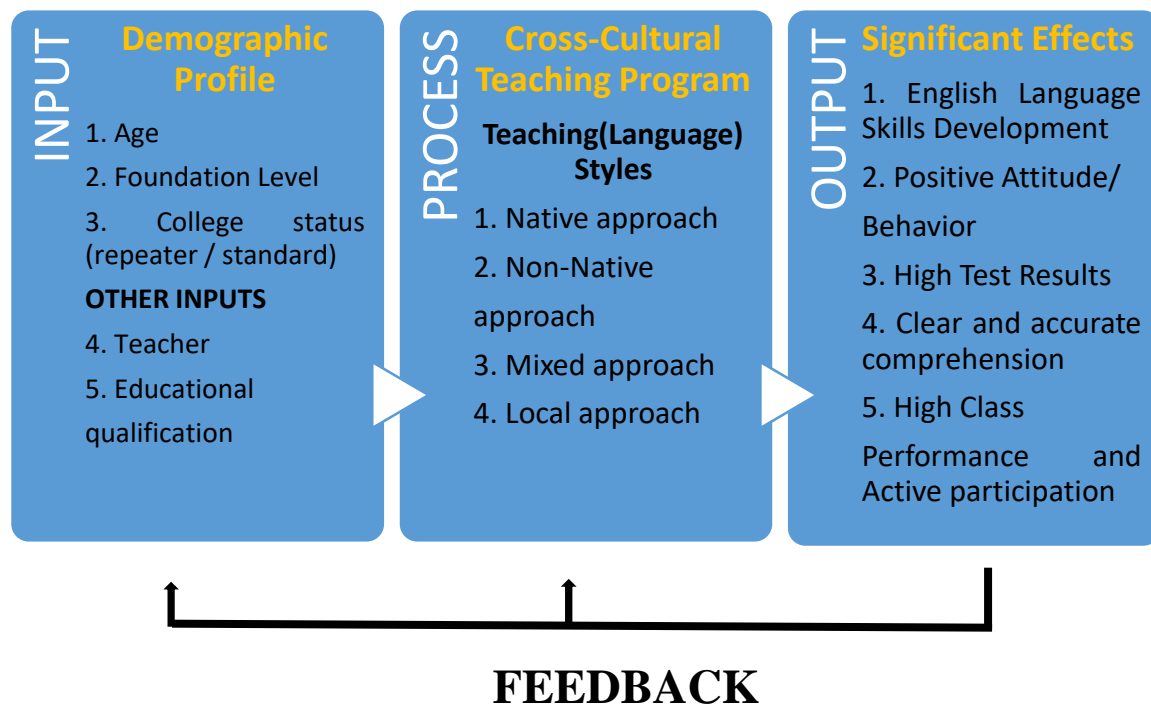 INPUT
Demographic
Profile
1. Age
2. Foundation Level
3. College status
(repeater / standard)
OTHER INPUTS
4. Teacher
5. Educational
qualification
PROCESS
Cross-Cultural
Teaching Program
Teaching(Language)
Styles
1. Native approach
2. Non-Native
approach
3. Mixed approach
4. Local approach
OUTPUT
Significant Effects
1. English Language
Skills Development
2. Positive Attitude/
Behavior
3. High Test Results
4. Clear and accurate
comprehension
5. High Class
Performance and
Active participation
FEEDBACK